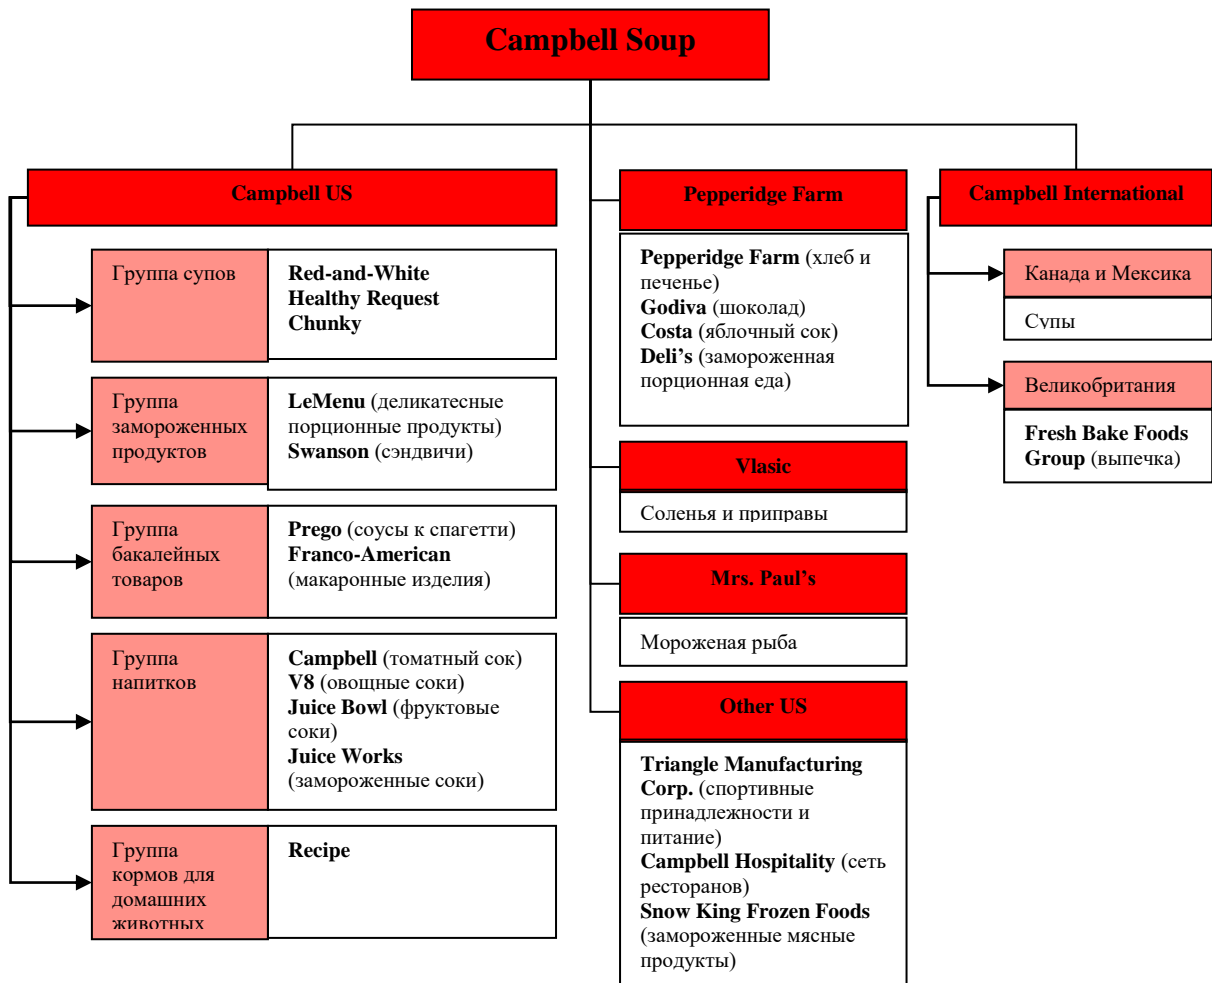 Campbell Soup
Campbell US
Группа супов
Red-and-White
Healthy Request
Chunky
Группа
замороженных
продуктов
LeMenu (деликатесные
порционные продукты)
Swanson (сэндвичи)
Группа
бакалейных
товаров
Prego (соусы к спагетти)
Franco-American
(макаронные изделия)
Группа
напитков
Campbell (томатный сок)
V8 (овощные соки)
Juice Bowl (фруктовые
соки)
Juice Works
(замороженные соки)
Группа
кормов для
домашних
животных
Recipe
Pepperidge Farm
Pepperidge Farm (хлеб и
печенье)
Godiva (шоколад)
Costa (яблочный сок)
Deli’s (замороженная
порционная еда)
Vlasic
Соленья и приправы
Mrs. Paul’s
Мороженая рыба
Other US
Triangle Manufacturing
Corp. (спортивные
принадлежности и
питание)
Campbell Hospitality (сеть
ресторанов)
Snow King Frozen Foods
(замороженные мясные
продукты)
Campbell International
Канада и Мексика
Супы
Великобритания
Fresh Bake Foods
Group (выпечка)